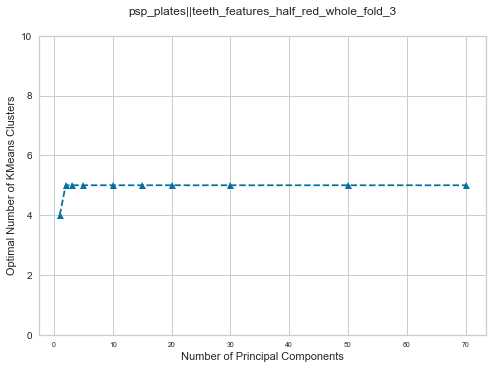 psp_plates||teeth_features_half_red_whole_fold_3
10
8
6
4
2
0
Optimal Number of KMeans Clusters
0 10 20 30 40 50 60 70
Number of Principal Components